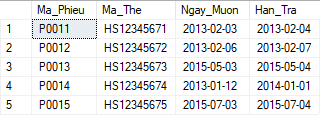 Ma_Phieu Ma_The Ngay_Muon Han_Tra
1 P0011 HS12345671 2013-02-03 2013-02-04
2 P0012 HS12345672 2013-02-06 2013-02-07
3 P0013 HS12345673 2015-05-03 2015-05-04
4 P0014 HS12345674 2013-01-12 2014-01-01
5 P0015 HS12345675 2015-07-03 2015-07-04